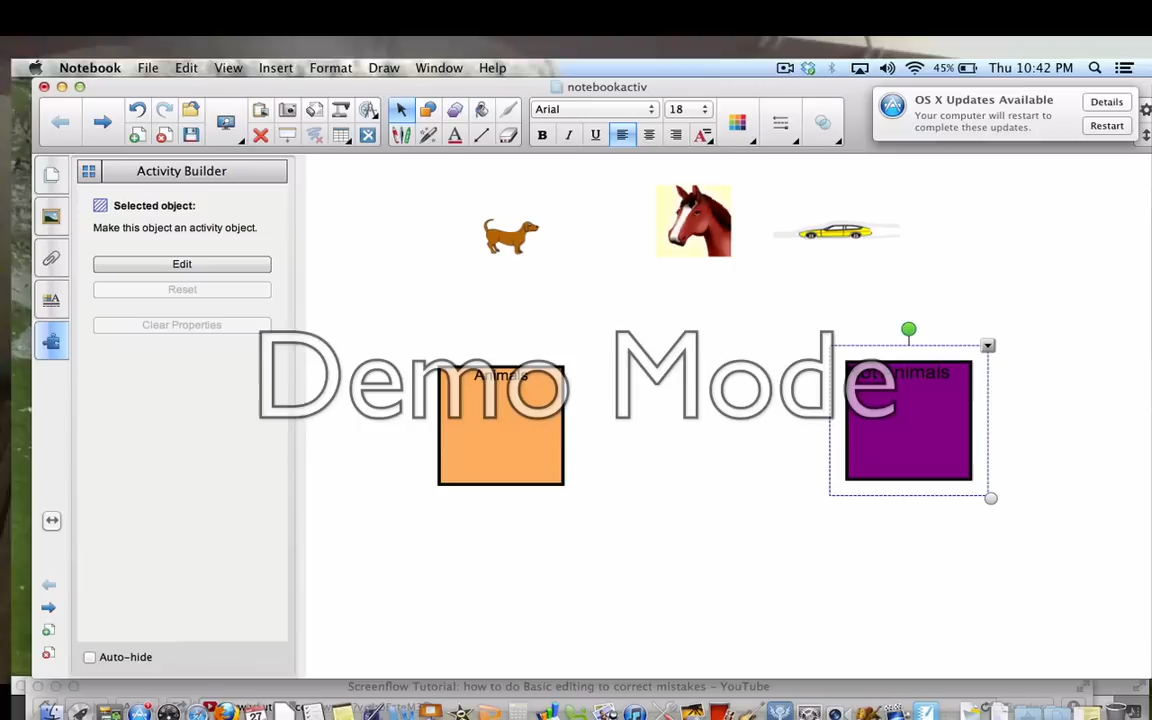 Notebook File Edit View Insert Format Draw Window Help 45% Thu 10:42 PM
notebookactiv
OS X Updates Available
Your computer will restart to
complete these updates.
Details
Restart
Arial 18
B I U A
Activity Builder
Selected object:
Make this object an activity object.
Edit
Reset
Clear Properties
Animals
Animals
Demo Mode
Auto-hide
Screenflow Tutorial: how to do Basic editing to correct mistakes - YouTube
27